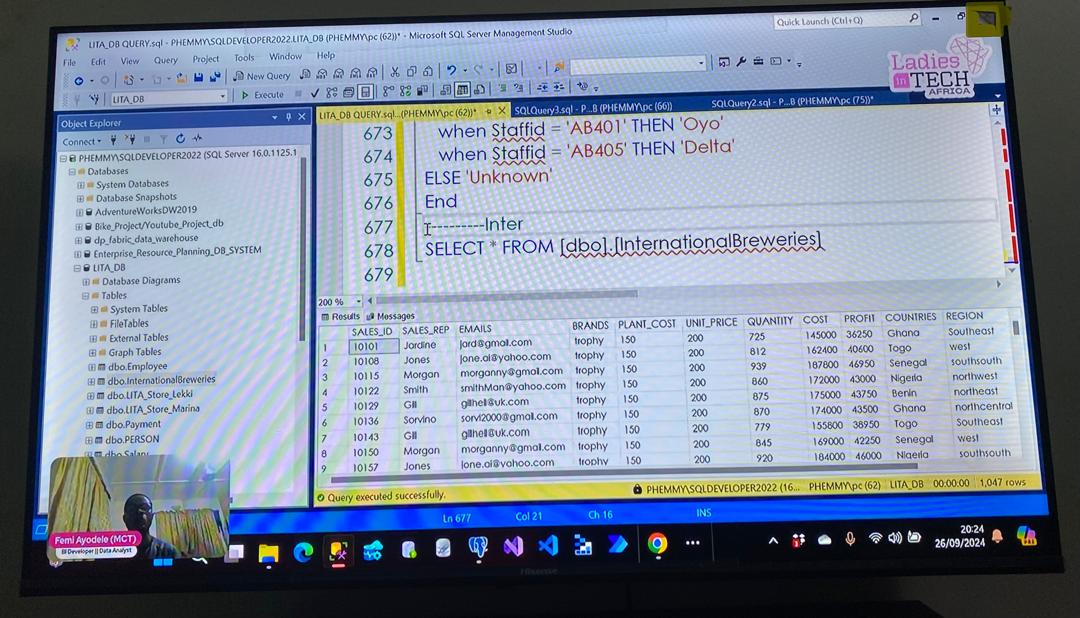 LITA_DB QUERY.sql - PHEMMY\SQLDEVELOPER2022.LITA_DB (PHEMMY\pc (62))* - Microsoft SQL Server Management Studio
Quick Launch (Ctrl+Q)
File Edit View Query Project Tools Window Help
New Query
LITA_DB
Execute
Ladies
in TECH
AFRICA
Object Explorer
Connect
PHEMMY\SQLDEVELOPER2022 (SQL Server 16.0.1125.1
Databases
System Databases
Database Snapshots
AdventureWorksDW2019
Bike_Project/Youtube_Project_db
dp_fabric_data_warehouse
Enterprise_Resource_Planning_DB_SYSTEM
LITA_DB
Database Diagrams
Tables
System Tables
FileTables
External Tables
Graph Tables
dbo.Employee
dbo.InternationalBreweries
dbo.LITA_Store_Lekki
dbo.LITA_Store_Marina
dbo.Payment
dbo.PERSON
dbo.Salary
LITA_DB QUERY.sql...(PHEMMY\pc (62))* SQLQuery3.sql - P...B (PHEMMY\pc (66)) SQLQuery2.sql - P...B (PHEMMY\pc (75))*
673 when Staffid = 'AB401' THEN 'Oyo'
674 when Staffid = 'AB405' THEN 'Delta'
675 ELSE 'Unknown'
676 End
677 ---------Inter
678 SELECT * FROM [dbo].[InternationalBreweries]
679
200 %
Results Messages
SALES_ID SALES_REP EMAILS BRANDS PLANT_COST UNIT_PRICE QUANTITY COST PROFIT COUNTRIES REGION
1 10101 Jardine jard@gmail.com trophy 150 200 725 145000 36250 Ghana Southeast
2 10108 Jones jone.ai@yahoo.com trophy 150 200 812 162400 40600 Togo west
3 10115 Morgan morganny@gmail.com trophy 150 200 939 187800 46950 Senegal southsouth
4 10122 Smith smithMan@yahoo.com trophy 150 200 860 172000 43000 Nigeria northwest
5 10129 Gill gillhell@uk.com trophy 150 200 875 175000 43750 Benin northeast
6 10136 Sorvino sorvi2000@gmail.com trophy 150 200 870 174000 43500 Ghana northcentral
7 10143 Gill gillhell@uk.com trophy 150 200 779 155800 38950 Togo Southeast
8 10150 Morgan morganny@gmail.com trophy 150 200 845 169000 42250 Senegal west
9 10157 Jones jone.ai@yahoo.com trophy 150 200 920 184000 46000 Nigeria southsouth
Query executed successfully. PHEMMY\SQLDEVELOPER2022 (16... PHEMMY\pc (62) LITA_DB 00:00:00 1,047 rows
Ln 677 Col 21 Ch 16 INS
Femi Ayodele (MCT)
BI Developer || Data Analyst
20:24
26/09/2024
Hisense